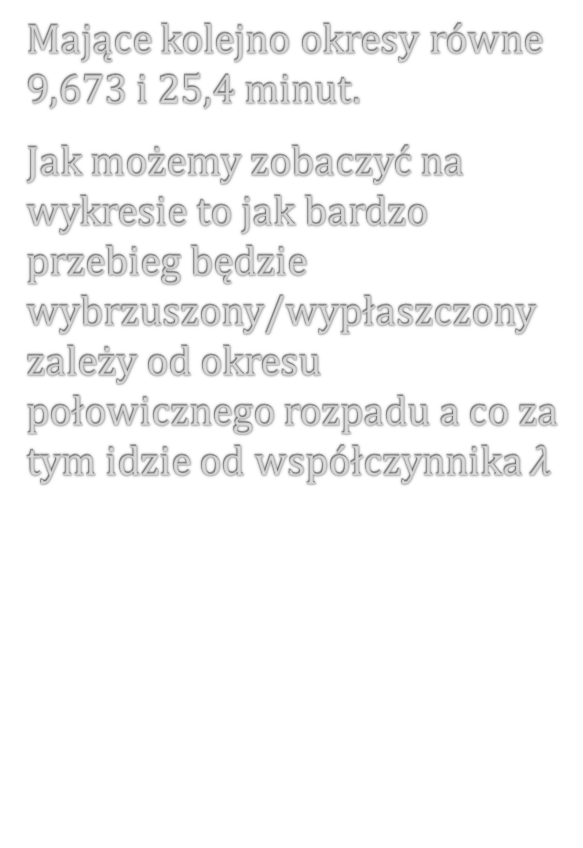 Mające kolejno okresy równe
9,673 i 25,4 minut.
Jak możemy zobaczyć na
wykresie to jak bardzo
przebieg będzie
wybrzuszony/wypłaszczony
zależy od okresu
połowicznego rozpadu a co za
tym idzie od współczynnika λ